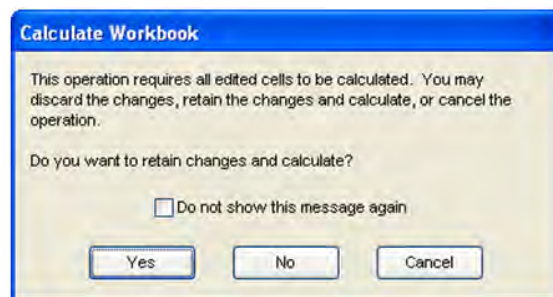 Calculate Workbook
This operation requires all edited cells to be calculated. You may
discard the changes, retain the changes and calculate, or cancel the
operation.
Do you want to retain changes and calculate?
Do not show this message again
Yes No Cancel